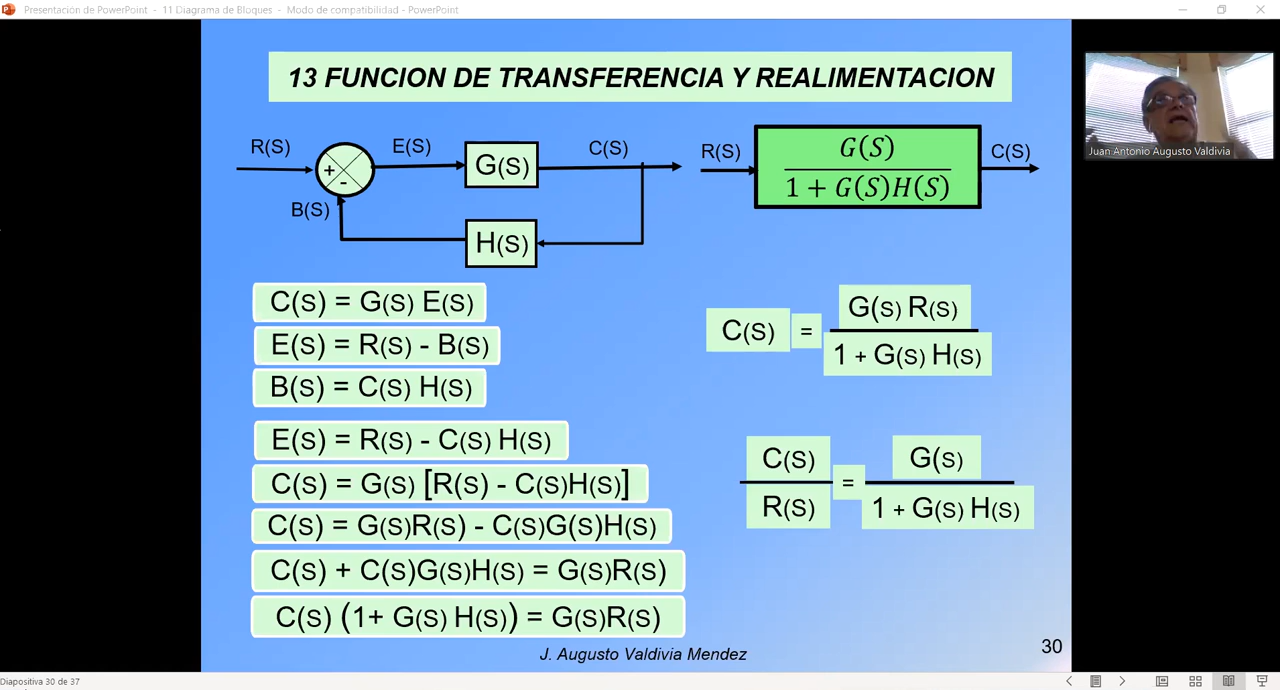 Presentación de PowerPoint - 11 Diagrama de Bloques - Modo de compatibilidad - PowerPoint
13 FUNCION DE TRANSFERENCIA Y REALIMENTACION
R(S)
+
-
E(S)
G(S)
C(S)
B(S)
H(S)
R(S)
G(S)
1 + G(S)H(S)
C(S)
Juan Antonio Augusto Valdivia
C(S) = G(S) E(S)
E(S) = R(S) - B(S)
B(S) = C(S) H(S)
E(S) = R(S) - C(S) H(S)
C(S) = G(S) [R(S) - C(S)H(S)]
C(S) = G(S)R(S) - C(S)G(S)H(S)
C(S) + C(S)G(S)H(S) = G(S)R(S)
C(S) (1+ G(S) H(S)) = G(S)R(S)
C(S) =
G(S) R(S)
1 + G(S) H(S)
C(S)
R(S)
=
G(S)
1 + G(S) H(S)
J. Augusto Valdivia Mendez
30
Diapositiva 30 de 37